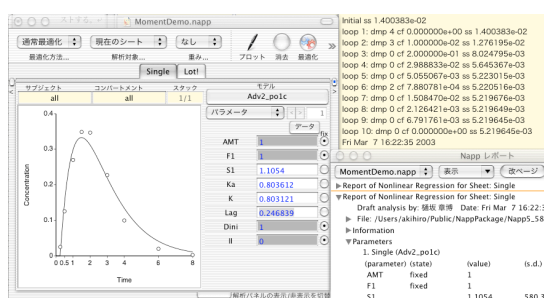 MomentDemo.napp
通常最適化
現在のシート
なし
最適化方法...
解析対象...
重み...
プロット
消去
最適化
Single
Lot!
サブジェクト
コンパートメント
スタック
all
all
1/1
モデル
Adv2_po1c
パラメータ
1
データ
fix
AMT 1
F1 1
S1 1.1054
Ka 0.803612
K 0.803121
Lag 0.246839
Dini 1
II 0
Concentration
0.4
0.3
0.2
0.1
0
0 0.5 1 2 3 4 6 8
Time
解析パネルの表示/非表示を切替
Initial ss 1.400383e-02
loop 1: dmp 4 cf 0.000000e+00 ss 1.400383e-02
loop 2: dmp 3 cf 1.000000e-02 ss 1.276195e-02
loop 3: dmp 0 cf 2.000000e-01 ss 8.024795e-03
loop 4: dmp 0 cf 2.988833e-02 ss 5.645367e-03
loop 5: dmp 0 cf 5.055067e-03 ss 5.223015e-03
loop 6: dmp 2 cf 7.880781e-04 ss 5.220516e-03
loop 7: dmp 0 cf 1.508470e-02 ss 5.219676e-03
loop 8: dmp 0 cf 2.126421e-03 ss 5.219649e-03
loop 9: dmp 0 cf 6.791761e-03 ss 5.219645e-03
loop 10: dmp 0 cf 0.000000e+00 ss 5.219645e-03
Fri Mar 7 16:22:35 2003
Napp レポート
MomentDemo.napp
表示
改ページ
Report of Nonlinear Regression for Sheet: Single
Report of Nonlinear Regression for Sheet: Single
Draft analysis by: 樋坂 章博 Date: Fri Mar 7 16:22:3
File: /Users/akihiro/Public/NappPackage/Napp5_58
Information
Parameters
1. Single (Adv2_po1c)
(parameter) (state) (value) (s.d.)
AMT fixed 1
F1 fixed 1
S1 1.1054 580.3